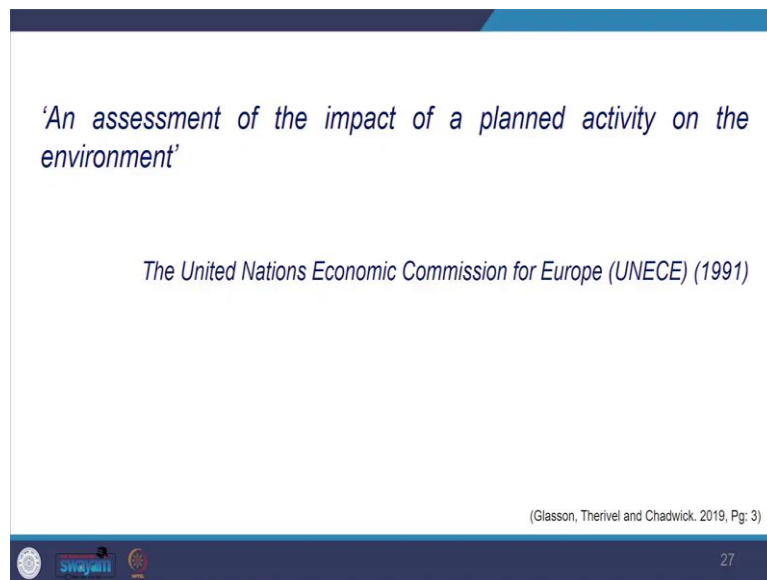 ‘An assessment of the impact of a planned activity on the
environment’
The United Nations Economic Commission for Europe (UNECE) (1991)
(Glasson, Therivel and Chadwick. 2019, Pg: 3)
swayam
27